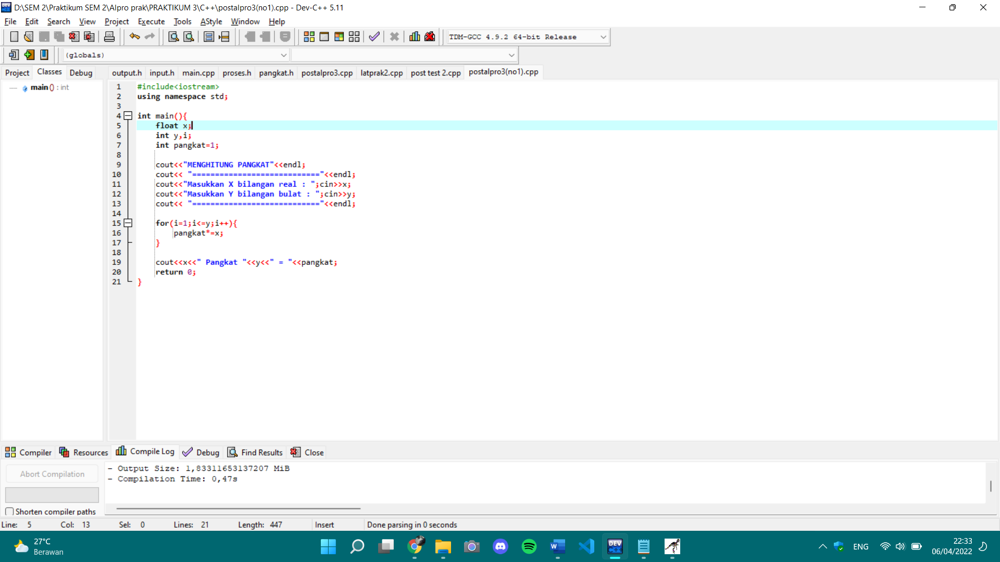 D:\SEM 2\Praktikum SEM 2\Alpro prak\PRAKTIKUM 3\C++\postalpro3(no1).cpp - Dev-C++ 5.11
File Edit Search View Project Execute Tools AStyle Window Help
TDM-GCC 4.9.2 64-bit Release
(globals)
Project Classes Debug output.h input.h main.cpp proses.h pangkat.h postalpro3.cpp latprak2.cpp post test 2.cpp postalpro3(no1).cpp
main () : int
1 #include<iostream>
2 using namespace std;
3
4 int main(){
5 float x;
6 int y,i;
7 int pangkat=1;
8
9 cout<<"MENGHITUNG PANGKAT"<<endl;
10 cout<< "============================"<<endl;
11 cout<<"Masukkan X bilangan real : ";cin>>x;
12 cout<<"Masukkan Y bilangan bulat : ";cin>>y;
13 cout<< "============================"<<endl;
14
15 for(i=1;i<=y;i++){
16 pangkat*=x;
17 }
18
19 cout<<x<<" Pangkat "<<y<<" = "<<pangkat;
20 return 0;
21 }
Compiler Resources Compile Log Debug Find Results Close
Abort Compilation
Shorten compiler paths
- Output Size: 1,83311653137207 MiB
- Compilation Time: 0,47s
Line: 5 Col: 13 Sel: 0 Lines: 21 Length: 447 Insert Done parsing in 0 seconds
27°C
Berawan
W
DEV
C++
ENG
22:33
06/04/2022